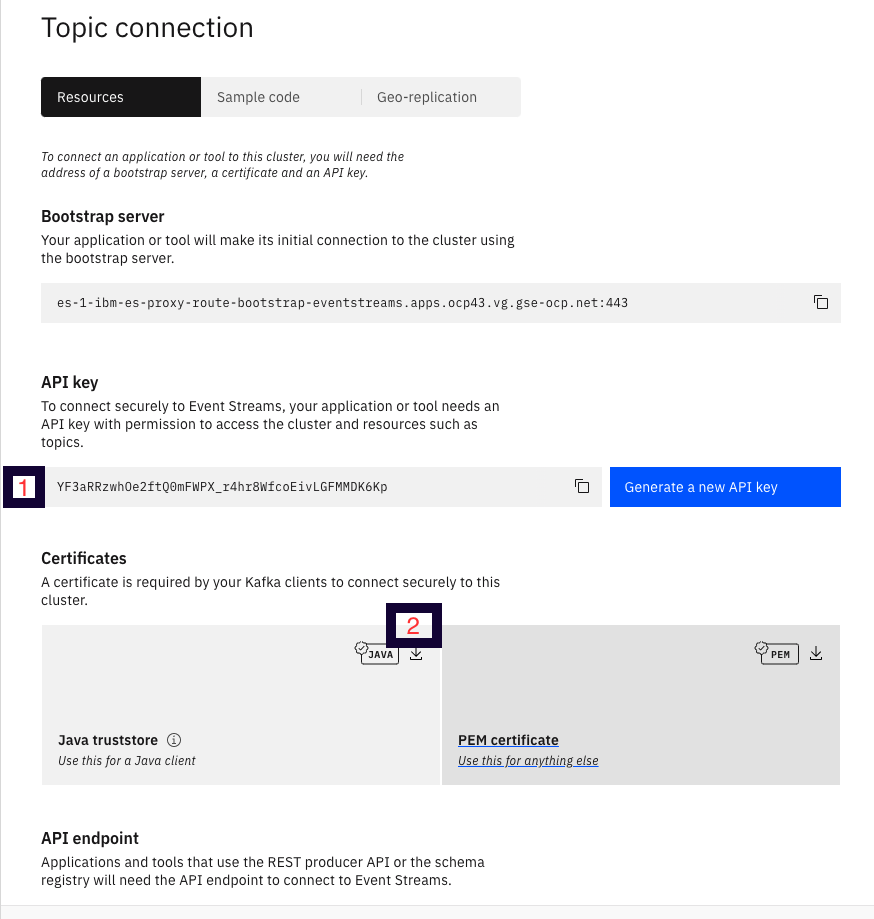 Topic connection
Resources
Sample code
Geo-replication
To connect an application or tool to this cluster, you will need the
address of a bootstrap server, a certificate and an API key.
Bootstrap server
Your application or tool will make its initial connection to the cluster using
the bootstrap server.
es-1-ibm-es-proxy-route-bootstrap-eventstreams.apps.ocp43.vg.gse-ocp.net:443
API key
To connect securely to Event Streams, your application or tool needs an
API key with permission to access the cluster and resources such as
topics.
1
YF3aRRzwhOe2ftQ0mFWPX_r4hr8WfcoEivLGFMMDK6Kp
Generate a new API key
Certificates
A certificate is required by your Kafka clients to connect securely to this
cluster.
2
JAVA
PEM
Java truststore
Use this for a Java client
PEM certificate
Use this for anything else
API endpoint
Applications and tools that use the REST producer API or the schema
registry will need the API endpoint to connect to Event Streams.